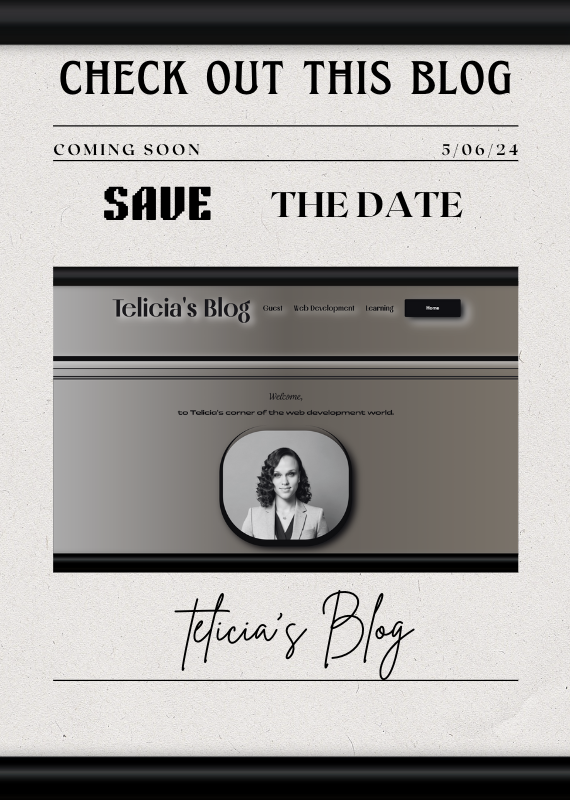 CHECK OUT THIS BLOG
COMING SOON 5/06/24
SAVE THE DATE
Telicia's Blog Guest Web Development Learning Home
Welcome,
to Telicia's corner of the web development world.
Telicia's Blog